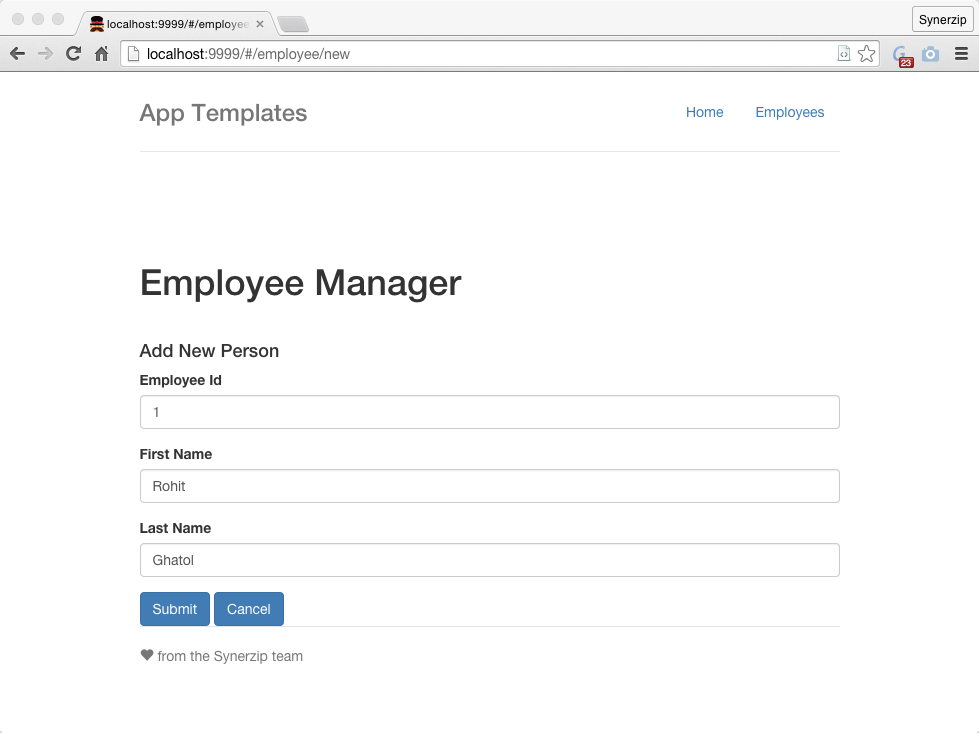 localhost:9999/#/employee
Synerzip
localhost:9999/#/employee/new
23
App Templates
Home Employees
Employee Manager
Add New Person
Employee Id
1
First Name
Rohit
Last Name
Ghatol
Submit Cancel
from the Synerzip team